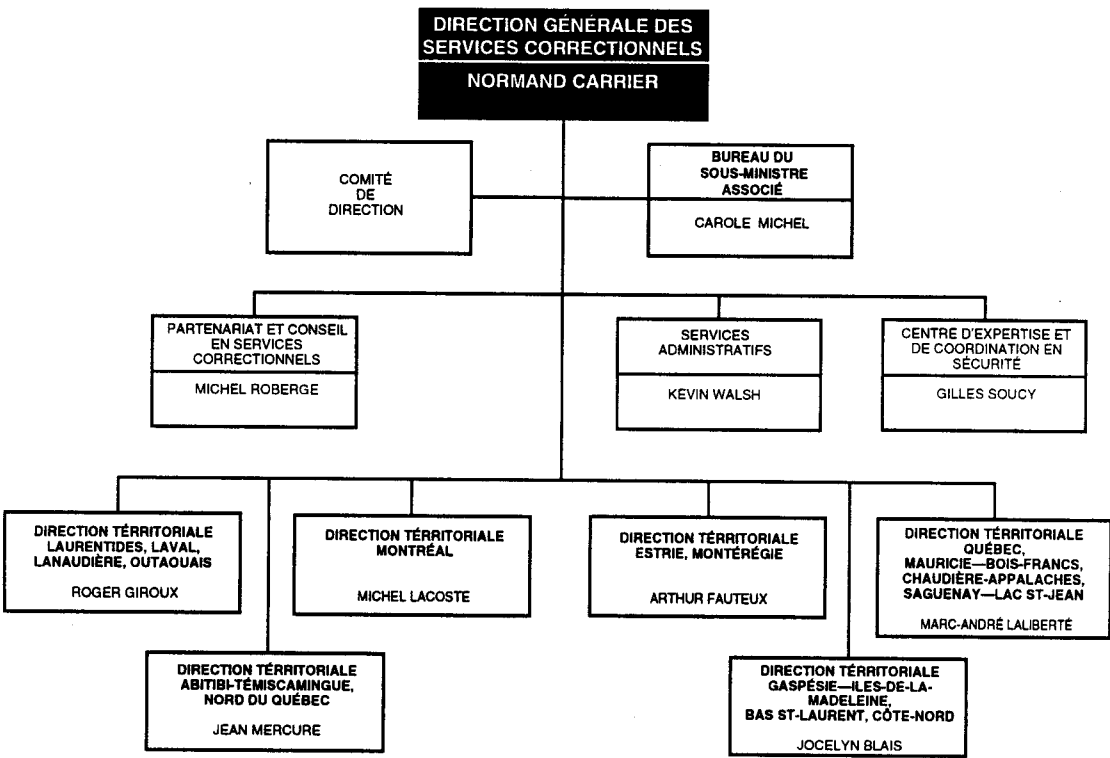 DIRECTION GÉNÉRALE DES
SERVICES CORRECTIONNELS
NORMAND CARRIER
COMITÉ
DE
DIRECTION
BUREAU DU
SOUS-MINISTRE
ASSOCIÉ
CAROLE MICHEL
PARTENARIAT ET CONSEIL
EN SERVICES
CORRECTIONNELS
MICHEL ROBERGE
SERVICES
ADMINISTRATIFS
KEVIN WALSH
CENTRE D'EXPERTISE ET
DE COORDINATION EN
SÉCURITÉ
GILLES SOUCY
DIRECTION TÉRRITORIALE
LAURENTIDES, LAVAL,
LANAUDIÈRE, OUTAOUAIS
ROGER GIROUX
DIRECTION TÉRRITORIALE
MONTRÉAL
MICHEL LACOSTE
DIRECTION TÉRRITORIALE
ESTRIE, MONTÉRÉGIE
ARTHUR FAUTEUX
DIRECTION TÉRRITORIALE
QUÉBEC,
MAURICIE—BOIS-FRANCS,
CHAUDIÈRE-APPALACHES,
SAGUENAY—LAC ST-JEAN
MARC-ANDRÉ LALIBERTÉ
DIRECTION TÉRRITORIALE
ABITIBI-TÉMISCAMINGUE,
NORD DU QUÉBEC
JEAN MERCURE
DIRECTION TÉRRITORIALE
GASPÉSIE—ILES-DE-LA-
MADELEINE,
BAS ST-LAURENT, CÔTE-NORD
JOCELYN BLAIS